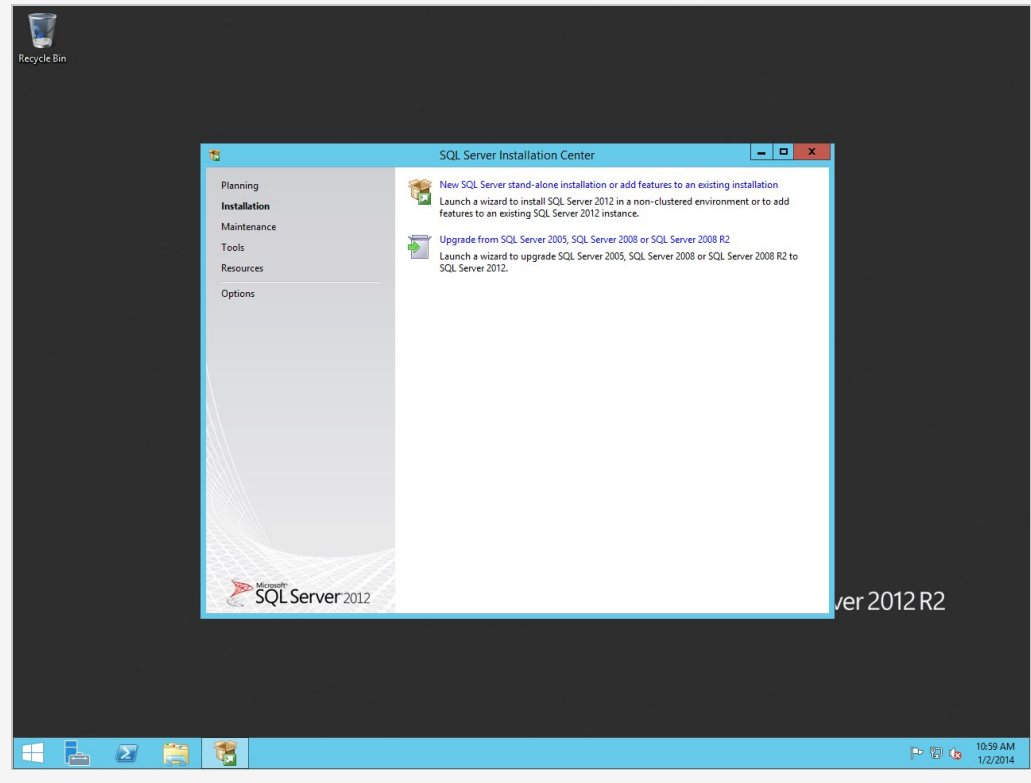 Recycle Bin
SQL Server Installation Center
Planning
Installation
Maintenance
Tools
Resources
Options
New SQL Server stand-alone installation or add features to an existing installation
Launch a wizard to install SQL Server 2012 in a non-clustered environment or to add
features to an existing SQL Server 2012 instance.
Upgrade from SQL Server 2005, SQL Server 2008 or SQL Server 2008 R2
Launch a wizard to upgrade SQL Server 2005, SQL Server 2008 or SQL Server 2008 R2 to
SQL Server 2012.
Microsoft®
SQL Server 2012
ver 2012 R2
10:59 AM
1/2/2014